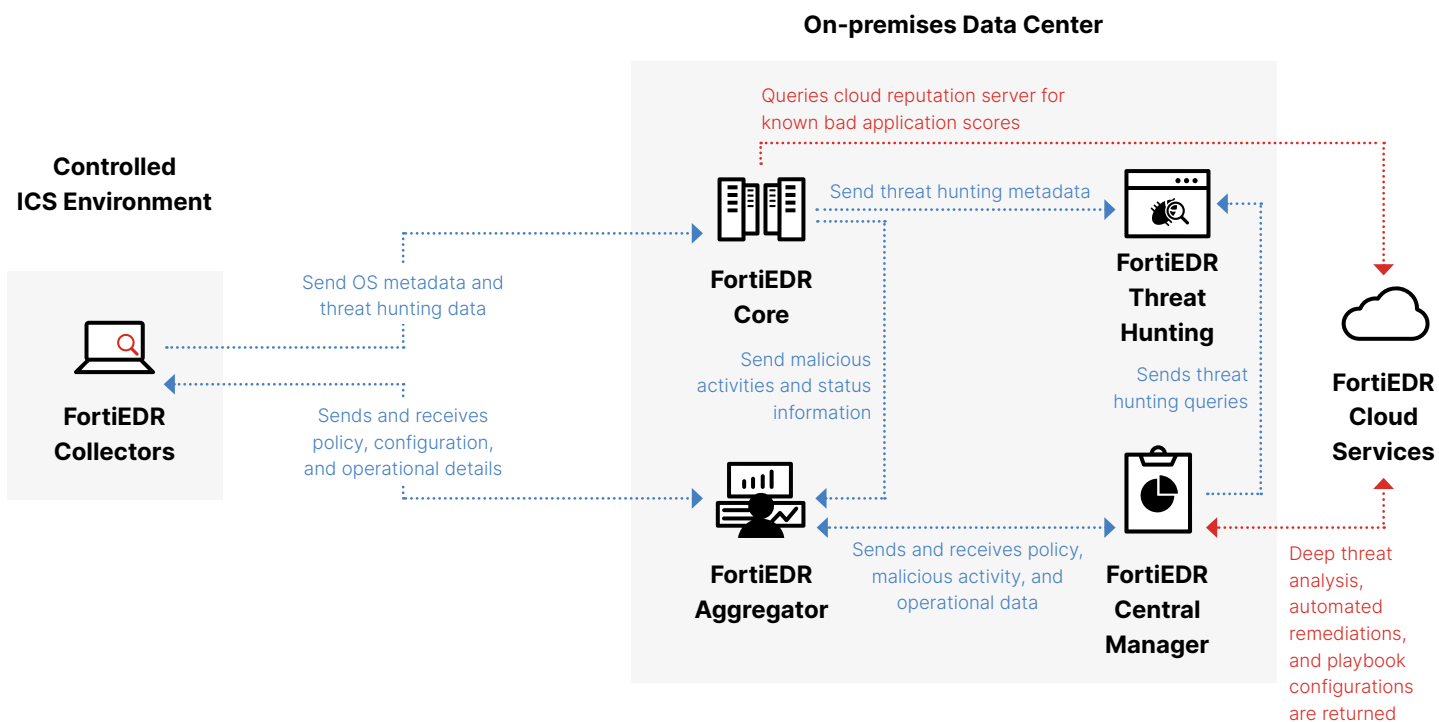 On-premises Data Center
Queries cloud reputation server for
known bad application scores
Controlled
ICS Environment
Send threat hunting metadata
FortiEDR
Core
FortiEDR
Threat
Hunting
Send OS metadata and
threat hunting data
FortiEDR
Collectors
Sends and receives
policy, configuration,
and operational details
Send malicious
activities and status
information
Sends threat
hunting queries
FortiEDR
Cloud
Services
FortiEDR
Aggregator
Sends and receives policy,
malicious activity, and
operational data
FortiEDR
Central
Manager
Deep threat
analysis,
automated
remediations,
and playbook
configurations
are returned